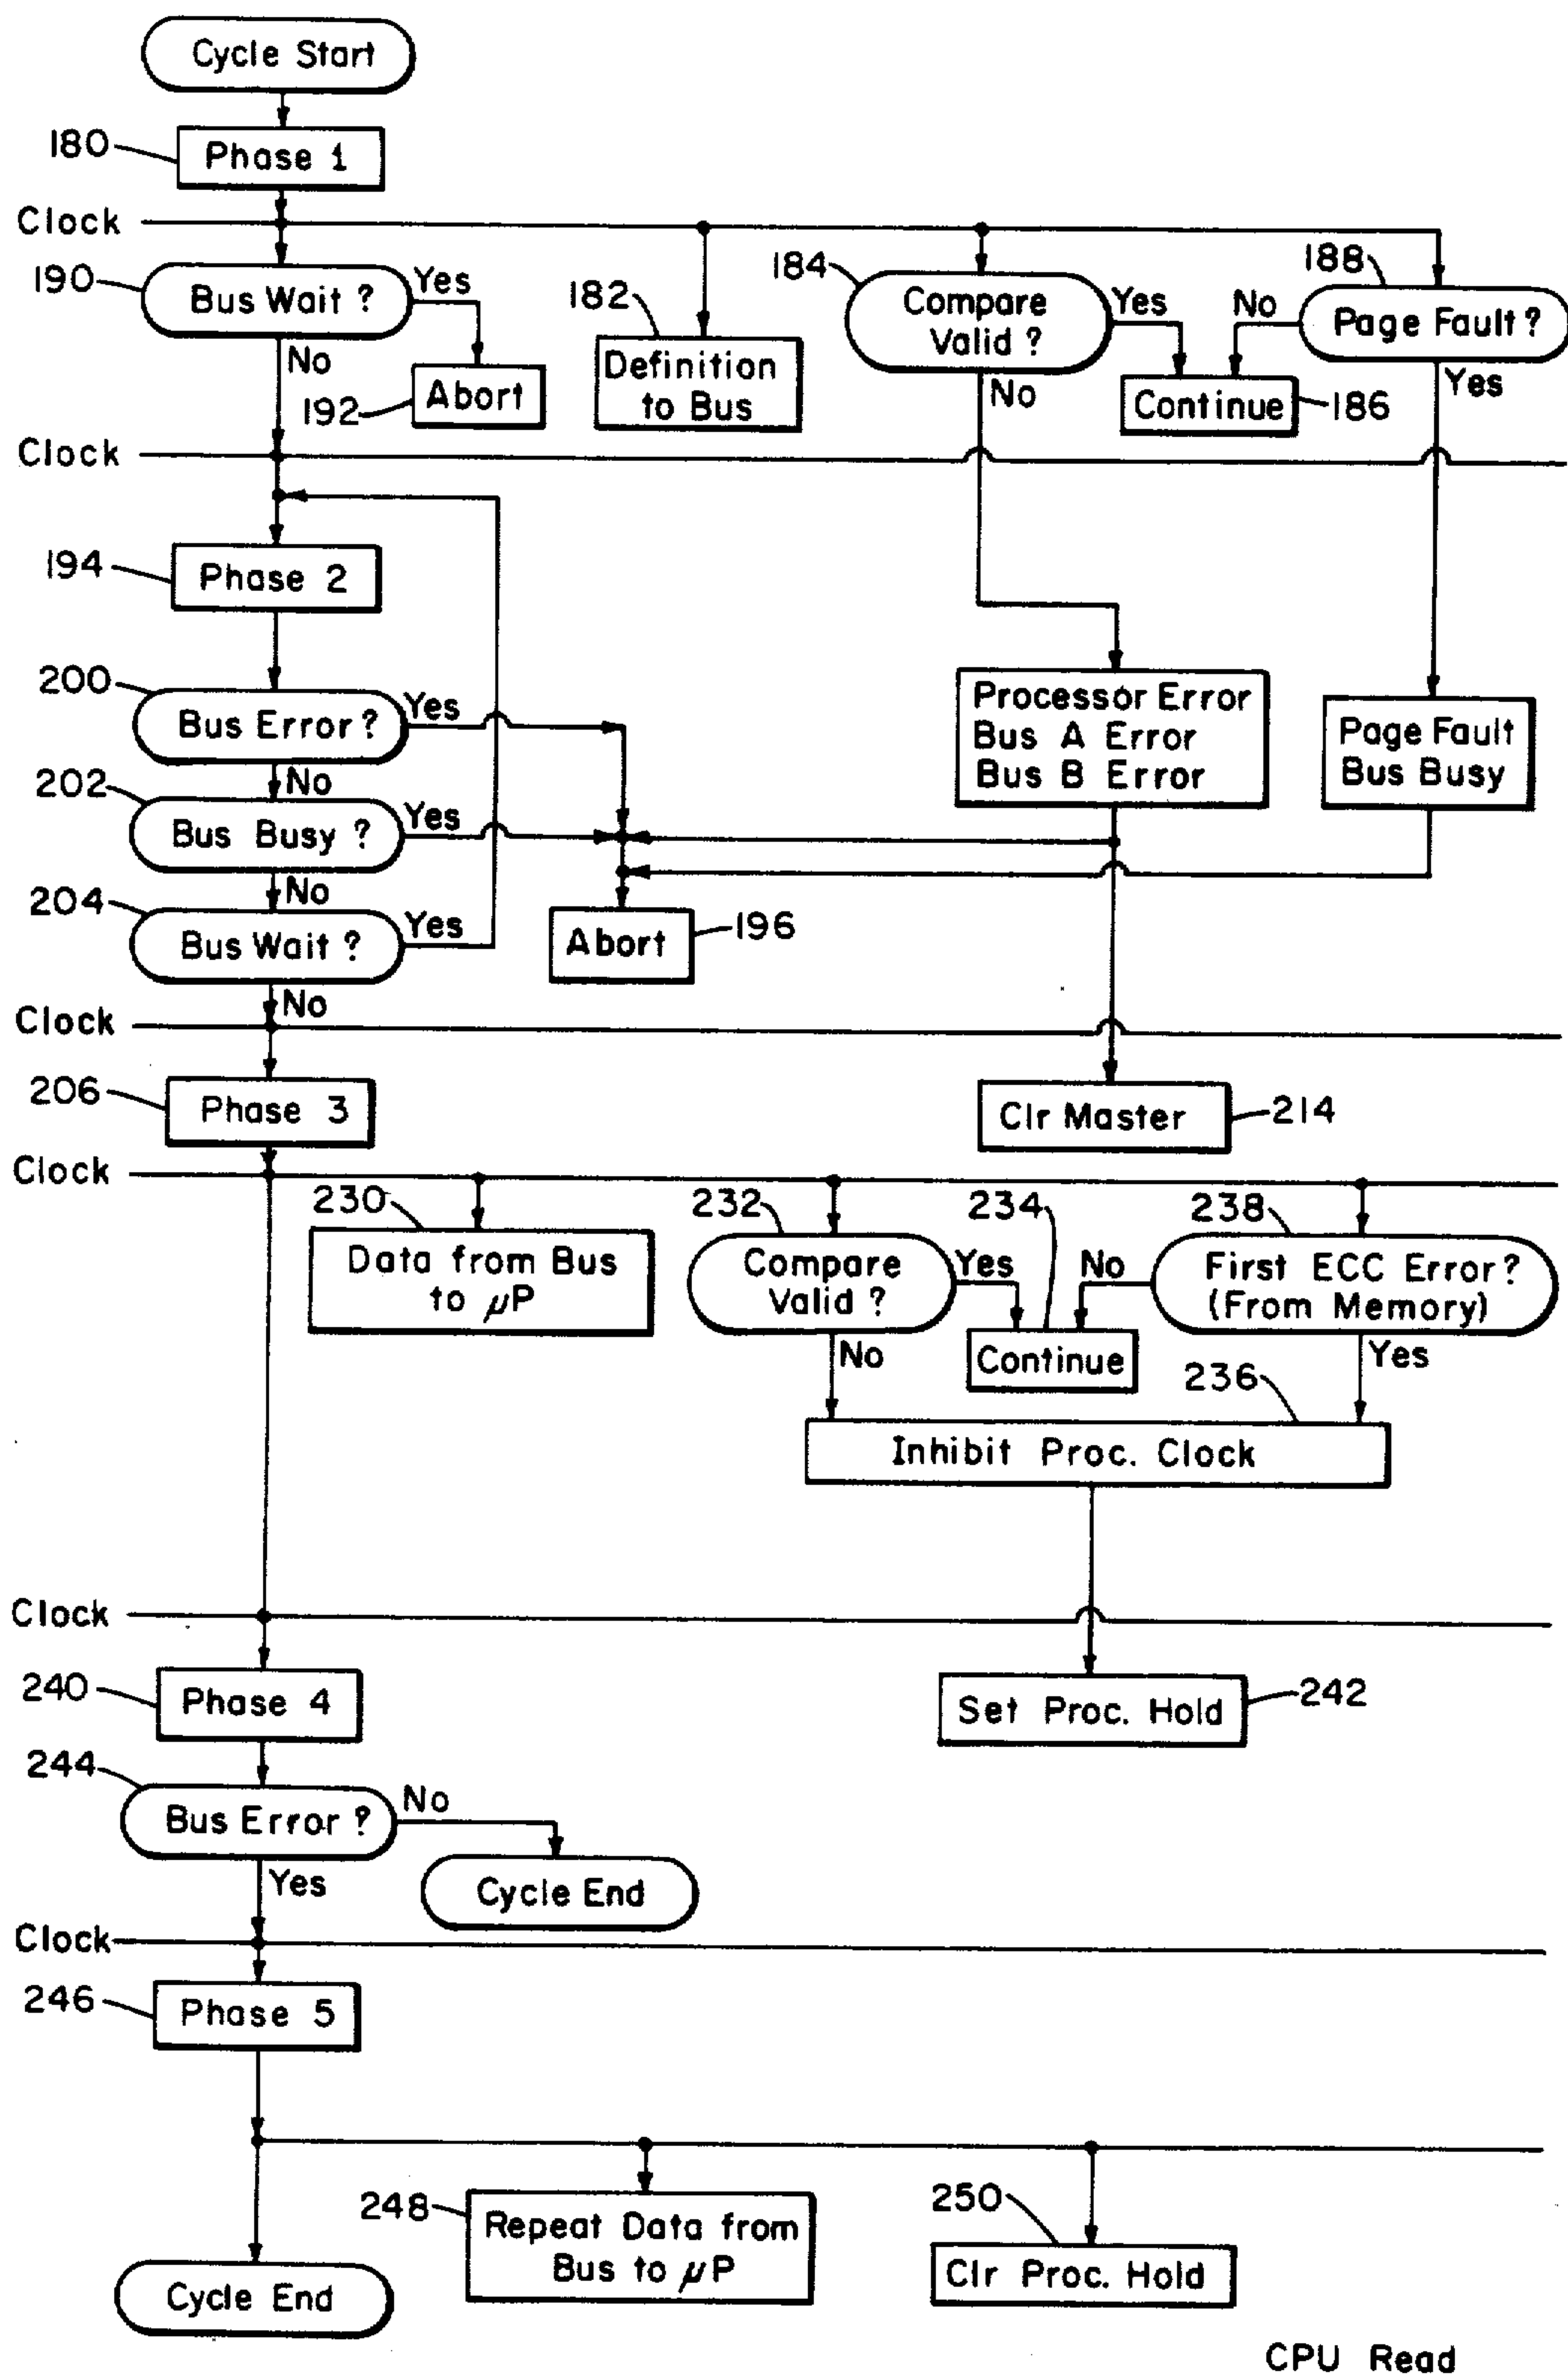 Cycle Start
180
Phase 1
Clock
190
Bus Wait ?
Yes
No
192
Abort
182
Definition
to Bus
184
Compare
Valid ?
Yes
No
188
Page Fault ?
No
Yes
Continue
186
Clock
194
Phase 2
200
Bus Error ?
Yes
No
202
Bus Busy ?
Yes
No
204
Bus Wait ?
Yes
No
Processor Error
Bus A Error
Bus B Error
Page Fault
Bus Busy
Abort
196
Clock
206
Phase 3
Clr Master
214
Clock
230
Data from Bus
to μP
232
Compare
Valid ?
Yes
No
234
Continue
238
First ECC Error ?
(From Memory)
No
Yes
236
Inhibit Proc. Clock
Clock
240
Phase 4
Set Proc. Hold
242
244
Bus Error ?
No
Yes
Cycle End
Clock
246
Phase 5
248
Repeat Data from
Bus to μP
250
Clr Proc. Hold
Cycle End
CPU Read